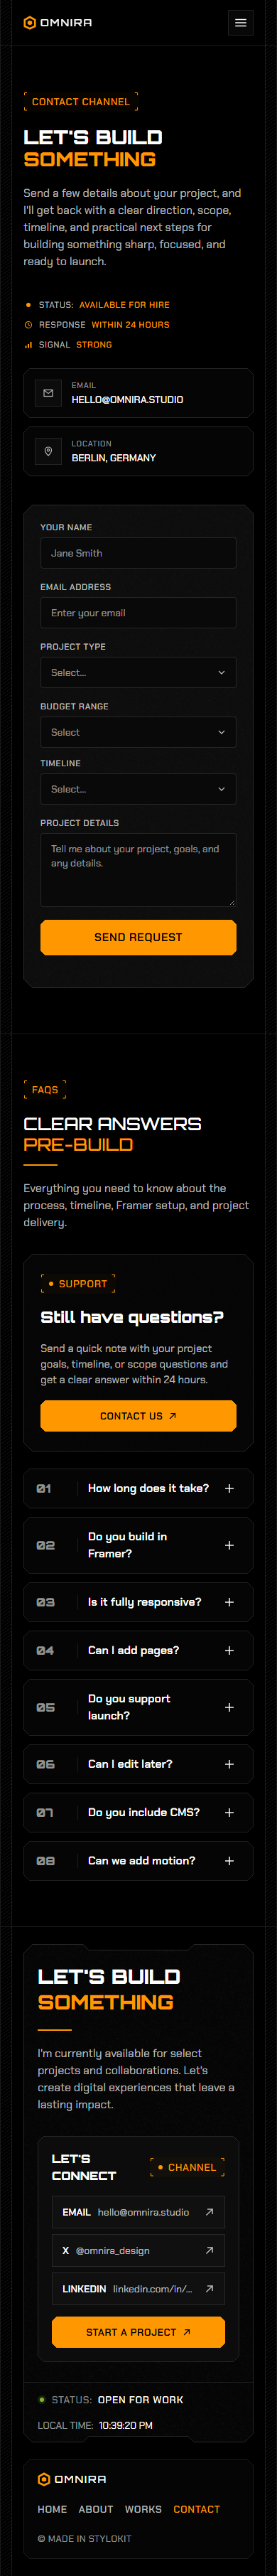 OMNIRA
CONTACT CHANNEL
LET'S BUILD
SOMETHING
Send a few details about your project, and
I'll get back with a clear direction, scope,
timeline, and practical next steps for
building something sharp, focused, and
ready to launch.
STATUS: AVAILABLE FOR HIRE
RESPONSE WITHIN 24 HOURS
SIGNAL STRONG
EMAIL
HELLO@OMNIRA.STUDIO
LOCATION
BERLIN, GERMANY
YOUR NAME
Jane Smith
EMAIL ADDRESS
Enter your email
PROJECT TYPE
Select...
BUDGET RANGE
Select
TIMELINE
Select...
PROJECT DETAILS
Tell me about your project, goals, and
any details.
SEND REQUEST
FAQS
CLEAR ANSWERS
PRE-BUILD
Everything you need to know about the
process, timeline, Framer setup, and project
delivery.
SUPPORT
Still have questions?
Send a quick note with your project
goals, timeline, or scope questions and
get a clear answer within 24 hours.
CONTACT US
01 How long does it take?
02 Do you build in
Framer?
03 Is it fully responsive?
04 Can I add pages?
05 Do you support
launch?
06 Can I edit later?
07 Do you include CMS?
08 Can we add motion?
LET'S BUILD
SOMETHING
I'm currently available for select
projects and collaborations. Let's
create digital experiences that leave a
lasting impact.
LET'S
CONNECT
CHANNEL
EMAIL hello@omnira.studio
X @omnira_design
LINKEDIN linkedin.com/in/...
START A PROJECT
STATUS: OPEN FOR WORK
LOCAL TIME: 10:39:20 PM
OMNIRA
HOME ABOUT WORKS CONTACT
© MADE IN STYLOKIT